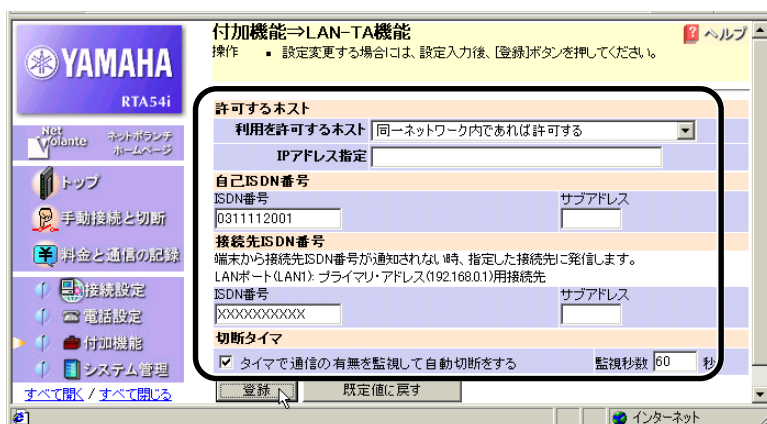 付加機能⇒LAN-TA機能
操作 ▪ 設定変更する場合には、設定入力後、[登録]ボタンを押してください。
? ヘルプ
YAMAHA
RTA54i
Net Volante ネットボランチ
ホームページ
トップ
手動接続と切断
料金と通信の記録
接続設定
電話設定
付加機能
システム管理
すべて開く / すべて閉じる
許可するホスト
利用を許可するホスト 同一ネットワーク内であれば許可する
IPアドレス指定
自己ISDN番号
ISDN番号 サブアドレス
0311112001
接続先ISDN番号
端末から接続先ISDN番号が通知されない時、指定した接続先に発信します。
LANポート(LAN1): プライマリ・アドレス(192.168.0.1)用接続先
ISDN番号 サブアドレス
XXXXXXXXXX
切断タイマ
タイマで通信の有無を監視して自動切断をする 監視秒数 60 秒
登録 既定値に戻す
インターネット